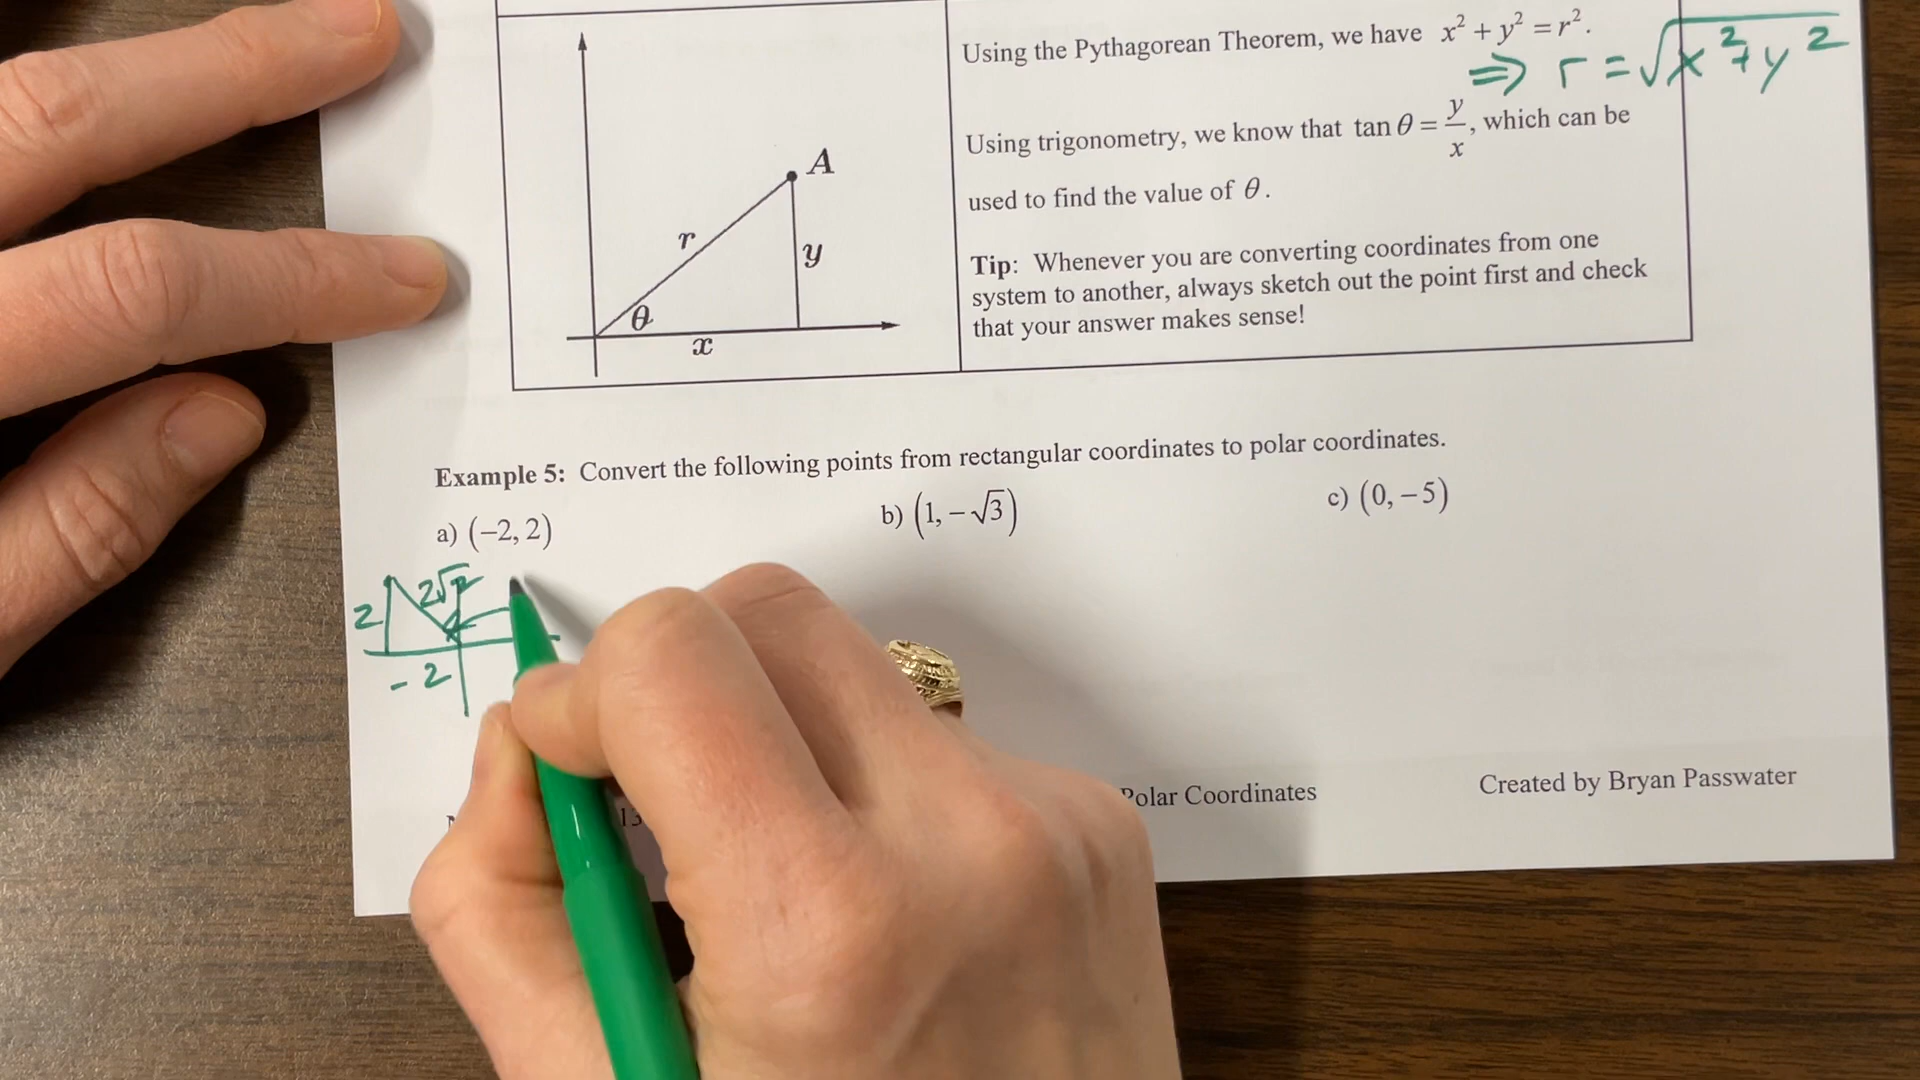 Using the Pythagorean Theorem, we have x² + y² = r².
⇒ r = √x²+y²
Using trigonometry, we know that tan θ = y/x, which can be
used to find the value of θ.
Tip: Whenever you are converting coordinates from one
system to another, always sketch out the point first and check
that your answer makes sense!
A
r
y
θ
x
Example 5: Convert the following points from rectangular coordinates to polar coordinates.
a) (−2, 2)
b) (1, −√3)
c) (0, −5)
2√2
2
-2
Polar Coordinates
Created by Bryan Passwater